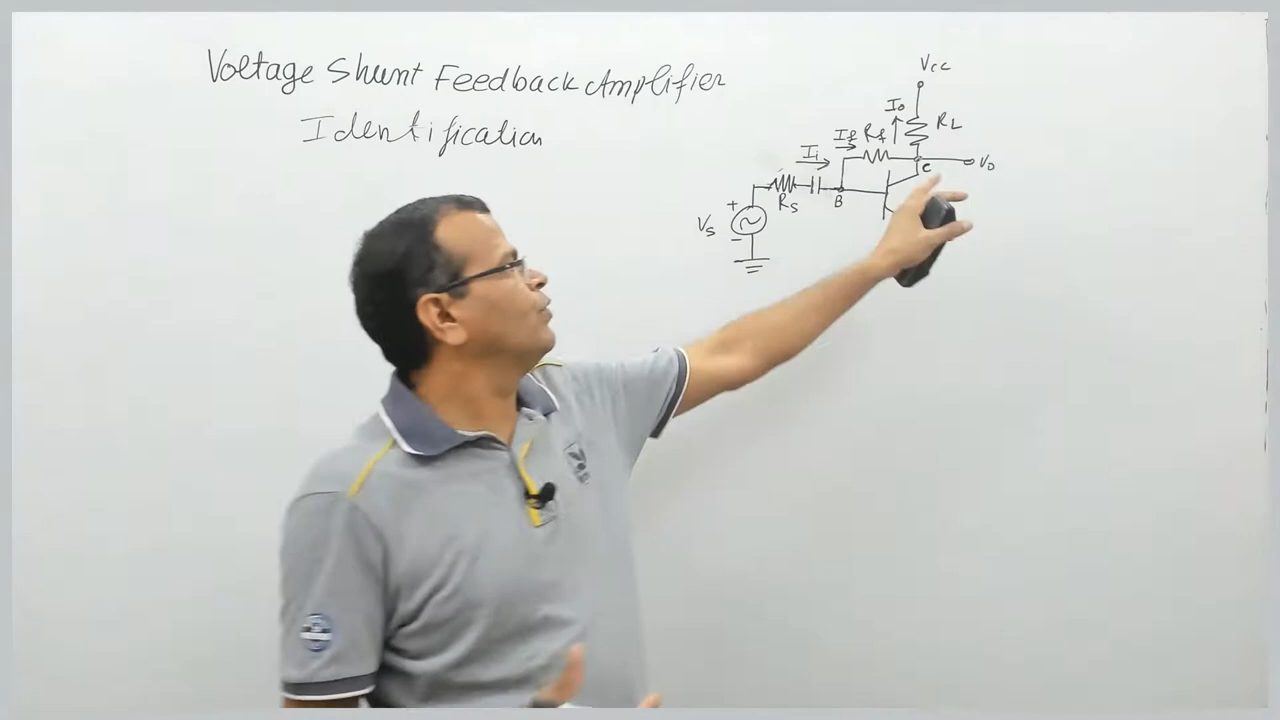 Voltage Shunt Feedback Amplifier
Identification
Vcc
Io
RL
If Rf
Ii
C
Vo
Rs
B
+
Vs
-